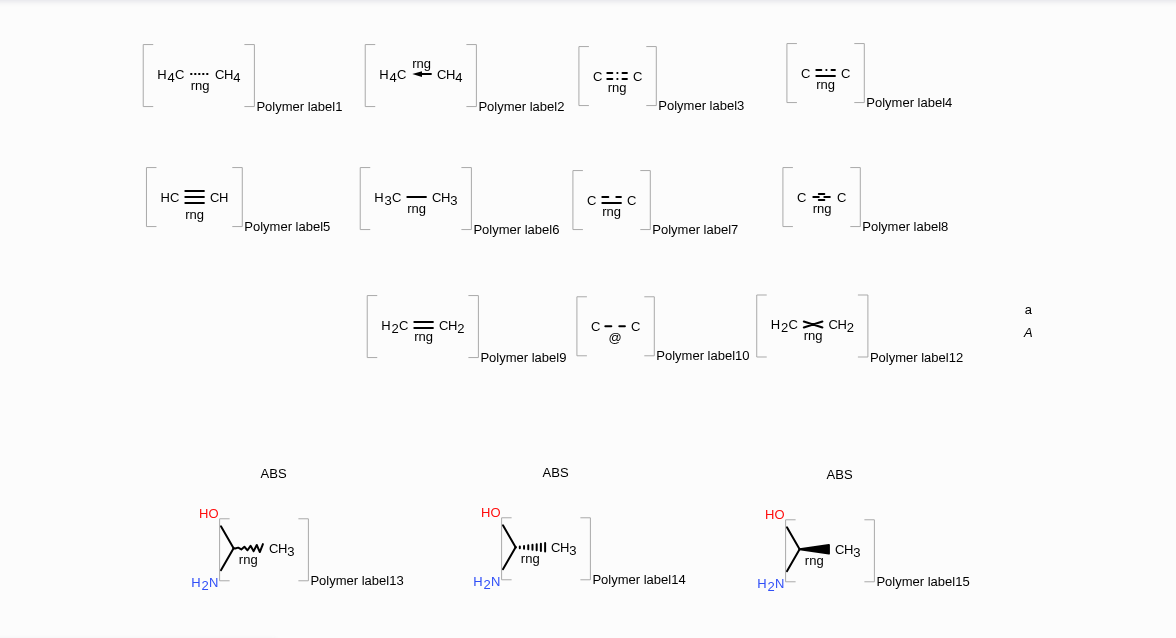 H4C CH4 rng Polymer label1
rng H4C CH4 Polymer label2
C C rng Polymer label3
C C rng Polymer label4
HC CH rng Polymer label5
H3C CH3 rng Polymer label6
C C rng Polymer label7
C C rng Polymer label8
H2C CH2 rng Polymer label9
C C @ Polymer label10
H2C CH2 rng Polymer label12
a
A
ABS
HO
CH3
rng
H2N
Polymer label13
ABS
HO
CH3
rng
H2N
Polymer label14
ABS
HO
CH3
rng
H2N
Polymer label15